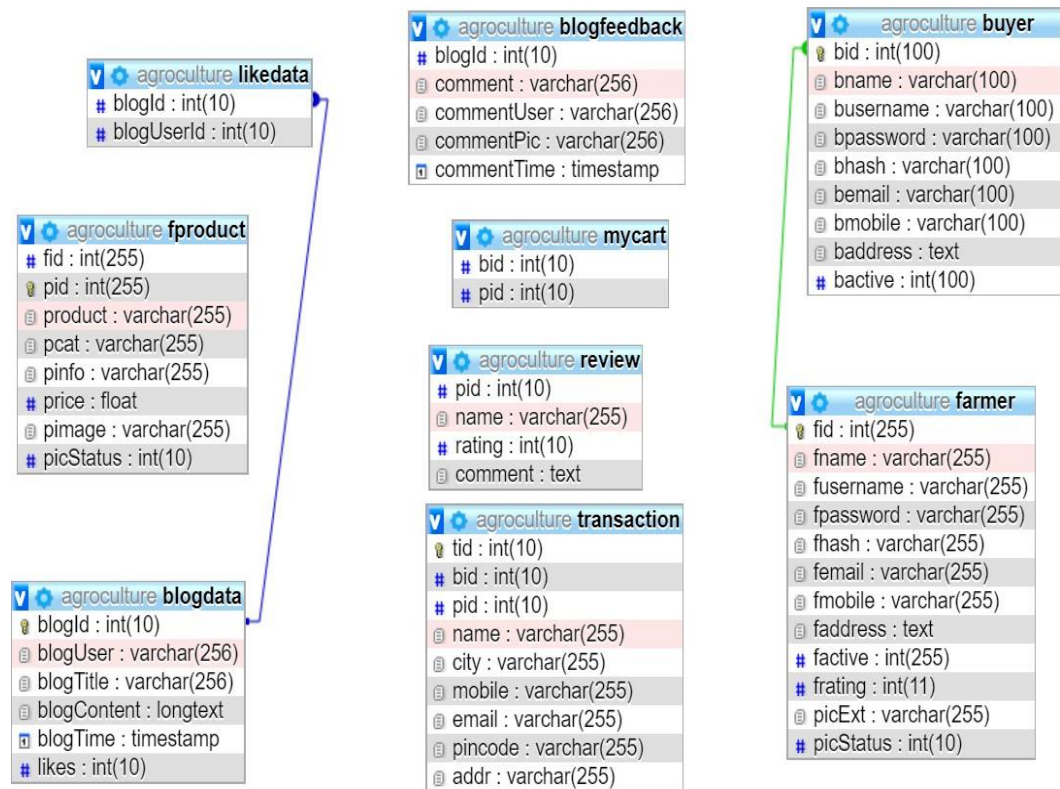 agroculture likedata
blogId : int(10)
blogUserId : int(10)
agroculture fproduct
fid : int(255)
pid : int(255)
product : varchar(255)
pcat : varchar(255)
pinfo : varchar(255)
price : float
pimage : varchar(255)
picStatus : int(10)
agroculture blogdata
blogId : int(10)
blogUser : varchar(256)
blogTitle : varchar(256)
blogContent : longtext
blogTime : timestamp
likes : int(10)
agroculture blogfeedback
blogId : int(10)
comment : varchar(256)
commentUser : varchar(256)
commentPic : varchar(256)
commentTime : timestamp
agroculture mycart
bid : int(10)
pid : int(10)
agroculture review
pid : int(10)
name : varchar(255)
rating : int(10)
comment : text
agroculture transaction
tid : int(10)
bid : int(10)
pid : int(10)
name : varchar(255)
city : varchar(255)
mobile : varchar(255)
email : varchar(255)
pincode : varchar(255)
addr : varchar(255)
agroculture buyer
bid : int(100)
bname : varchar(100)
busername : varchar(100)
bpassword : varchar(100)
bhash : varchar(100)
bemail : varchar(100)
bmobile : varchar(100)
baddress : text
bactive : int(100)
agroculture farmer
fid : int(255)
fname : varchar(255)
fusername : varchar(255)
fpassword : varchar(255)
fhash : varchar(255)
femail : varchar(255)
fmobile : varchar(255)
faddress : text
factive : int(255)
frating : int(11)
picExt : varchar(255)
picStatus : int(10)